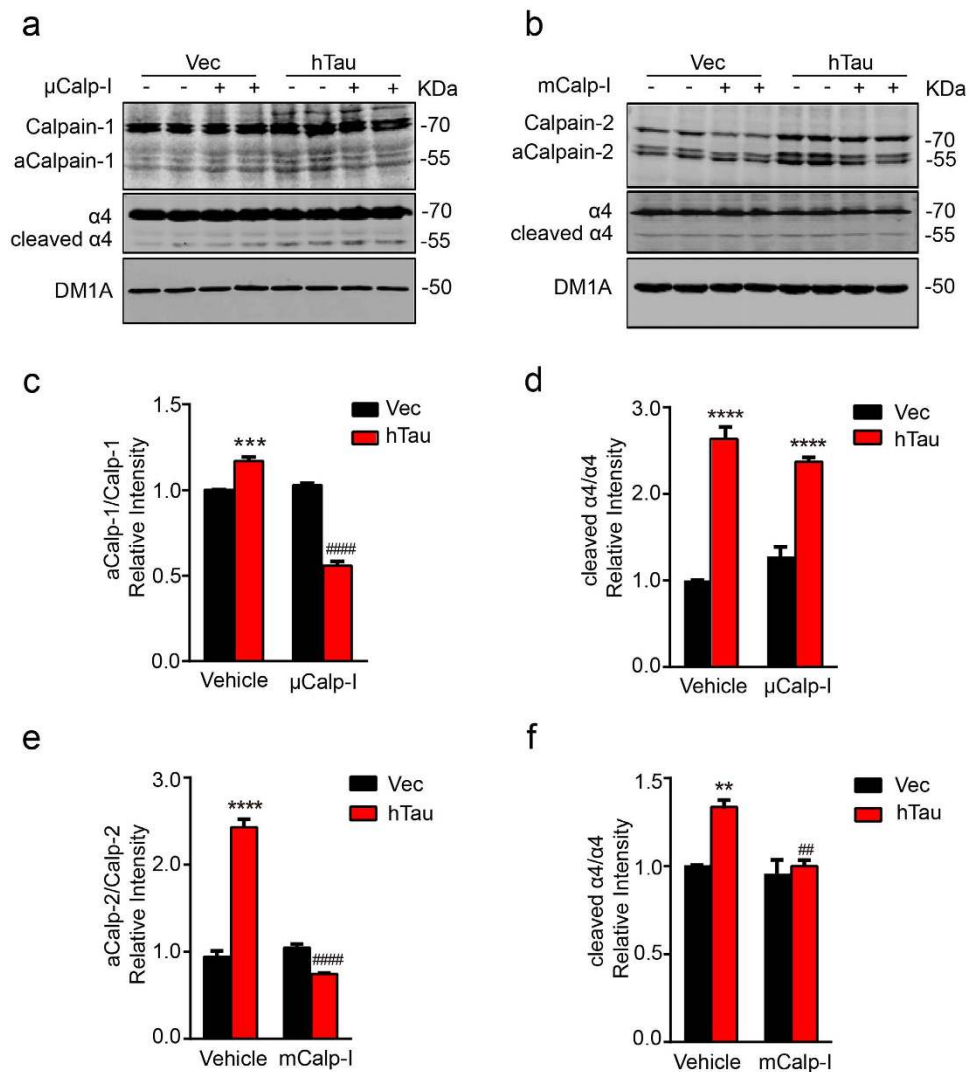 a
Vec hTau
µCalp-I - - + + - - + + KDa
Calpain-1 -70
aCalpain-1 -55
α4 -70
cleaved α4 -55
DM1A -50
b
Vec hTau
mCalp-I - - + + - - + + KDa
Calpain-2 -70
aCalpain-2 -55
α4 -70
cleaved α4 -55
DM1A -50
c
aCalp-1/Calp-1
Relative Intensity
1.5
1.0
0.5
0.0
Vec
hTau
***
####
Vehicle µCalp-I
d
cleaved α4/α4
Relative Intensity
3.0
2.0
1.0
0.0
Vec
hTau
****
****
Vehicle µCalp-I
e
aCalp-2/Calp-2
Relative Intensity
3.0
2.0
1.0
0.0
Vec
hTau
****
####
Vehicle mCalp-I
f
cleaved α4/α4
Relative Intensity
1.5
1.0
0.5
0.0
Vec
hTau
**
##
Vehicle mCalp-I